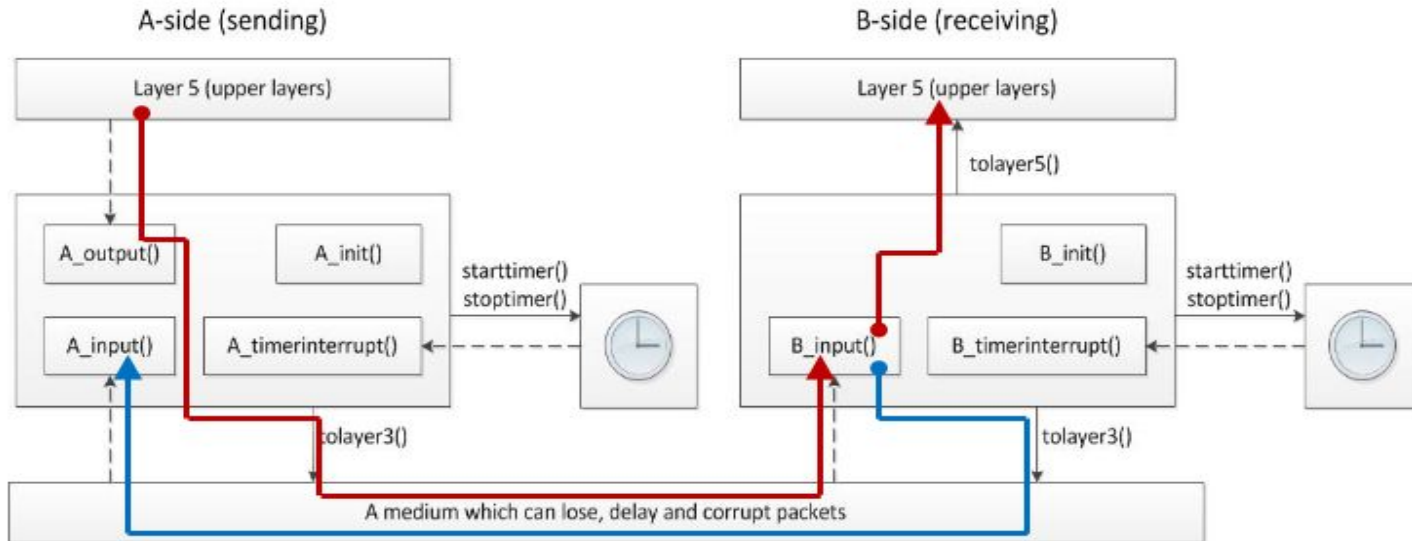 A-side (sending)
B-side (receiving)
Layer 5 (upper layers)
Layer 5 (upper layers)
tolayer5()
A_output()
A_init()
B_init()
starttimer()
stoptimer()
starttimer()
stoptimer()
A_input()
A_timerinterrupt()
B_input()
B_timerinterrupt()
tolayer3()
tolayer3()
A medium which can lose, delay and corrupt packets